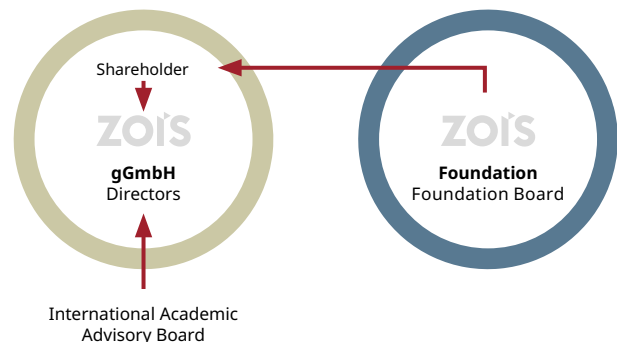 Shareholder
ZOiS
gGmbH
Directors
International Academic
Advisory Board
ZOiS
Foundation
Foundation Board